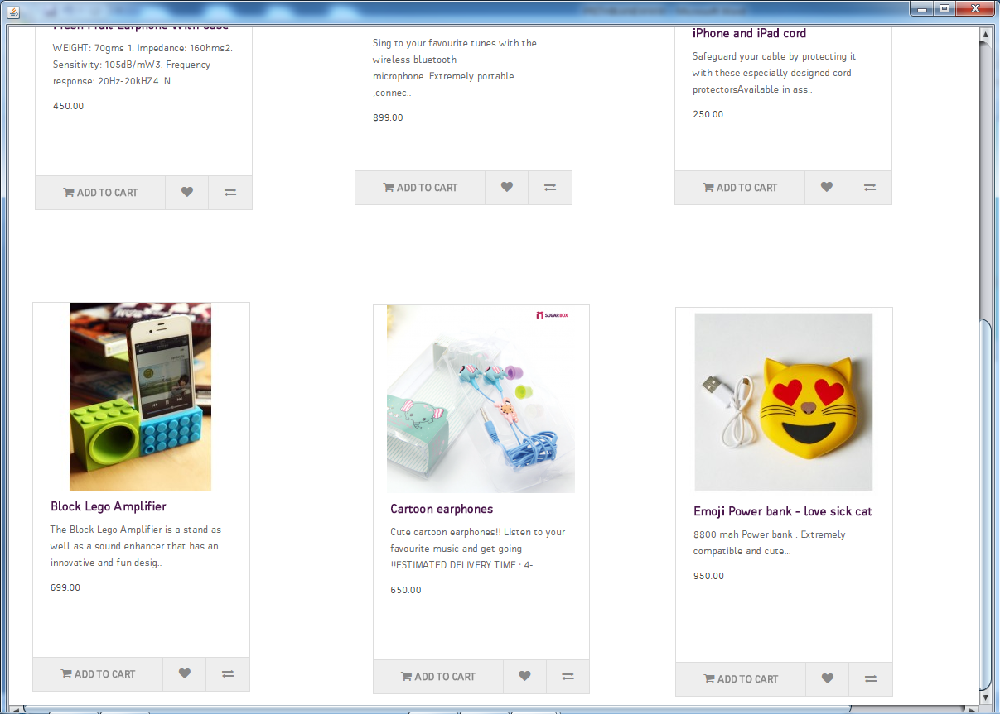 Fresh Fruit Earphone With Case
WEIGHT: 70gms 1. Impedance: 160hms2.
Sensitivity: 105dB/mW3. Frequency
response: 20Hz-20kHZ4. N..
450.00
ADD TO CART
Sing to your favourite tunes with the
wireless bluetooth
microphone. Extremely portable
,connec..
899.00
ADD TO CART
iPhone and iPad cord
Safeguard your cable by protecting it
with these especially designed cord
protectorsAvailable in ass..
250.00
ADD TO CART
Block Lego Amplifier
The Block Lego Amplifier is a stand as
well as a sound enhancer that has an
innovative and fun desig..
699.00
ADD TO CART
SUGARBOX
Cartoon earphones
Cute cartoon earphones!! Listen to your
favourite music and get going
!!ESTIMATED DELIVERY TIME : 4-..
650.00
ADD TO CART
Emoji Power bank - love sick cat
8800 mah Power bank . Extremely
compatible and cute...
950.00
ADD TO CART